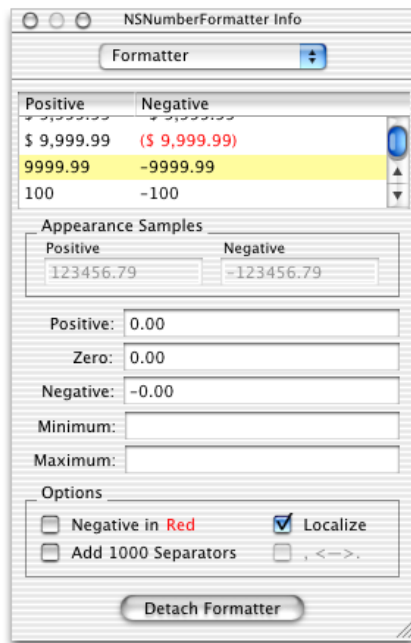 NSNumberFormatter Info
Formatter
Positive Negative
$ 9,999.99 ($ 9,999.99)
9999.99 -9999.99
100 -100
Appearance Samples
Positive Negative
123456.79 -123456.79
Positive: 0.00
Zero: 0.00
Negative: -0.00
Minimum:
Maximum:
Options
Negative in Red Localize
Add 1000 Separators , <—>.
Detach Formatter